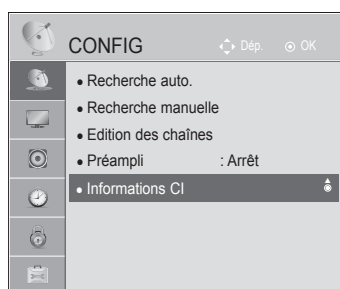 CONFIG Dép. OK
• Recherche auto.
• Recherche manuelle
• Edition des chaînes
• Préampli : Arrêt
• Informations CI